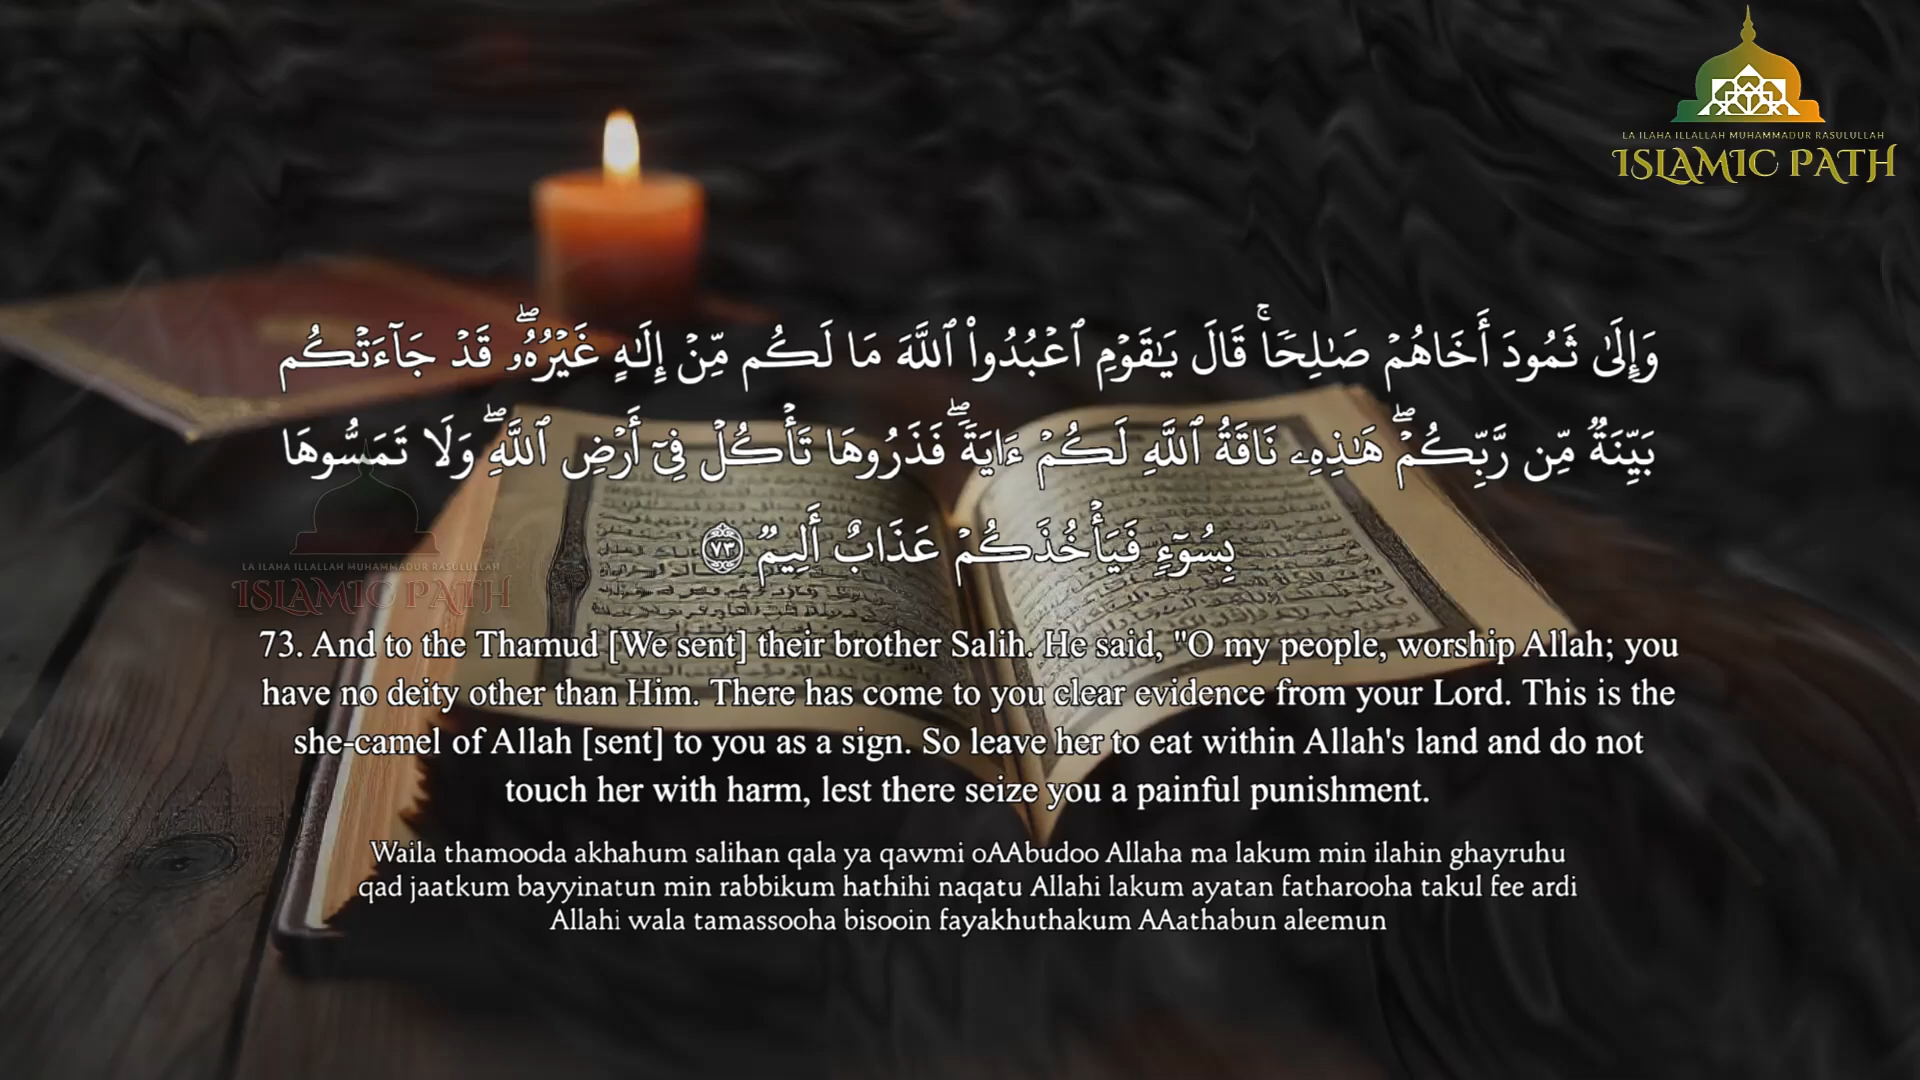 LA ILAHA ILLALLAH MUHAMMADUR RASULULLAH
ISLAMIC PATH
وَإِلَىٰ ثَمُودَ أَخَاهُمْ صَـٰلِحًاۚ قَالَ يَـٰقَوْمِ ٱعْبُدُوا۟ ٱللَّهَ مَا لَكُم مِّنْ إِلَـٰهٍ غَيْرُهُۥۖ قَدْ جَآءَتْكُم
بَيِّنَةٌ مِّن رَّبِّكُمْۖ هَـٰذِهِۦ نَاقَةُ ٱللَّهِ لَكُمْ ءَايَةًۖ فَذَرُوهَا تَأْكُلْ فِىٓ أَرْضِ ٱللَّهِۖ وَلَا تَمَسُّوهَا
بِسُوٓءٍ فَيَأْخُذَكُمْ عَذَابٌ أَلِيمٌ ٧٣
LA ILAHA ILLALLAH MUHAMMADUR RASULULLAH
ISLAMIC PATH
73. And to the Thamud [We sent] their brother Salih. He said, "O my people, worship Allah; you
have no deity other than Him. There has come to you clear evidence from your Lord. This is the
she-camel of Allah [sent] to you as a sign. So leave her to eat within Allah's land and do not
touch her with harm, lest there seize you a painful punishment.
Waila thamooda akhahum salihan qala ya qawmi oAAbudoo Allaha ma lakum min ilahin ghayruhu
qad jaatkum bayyinatun min rabbikum hathihi naqatu Allahi lakum ayatan fatharooha takul fee ardi
Allahi wala tamassooha bisooin fayakhuthakum AAathabun aleemun